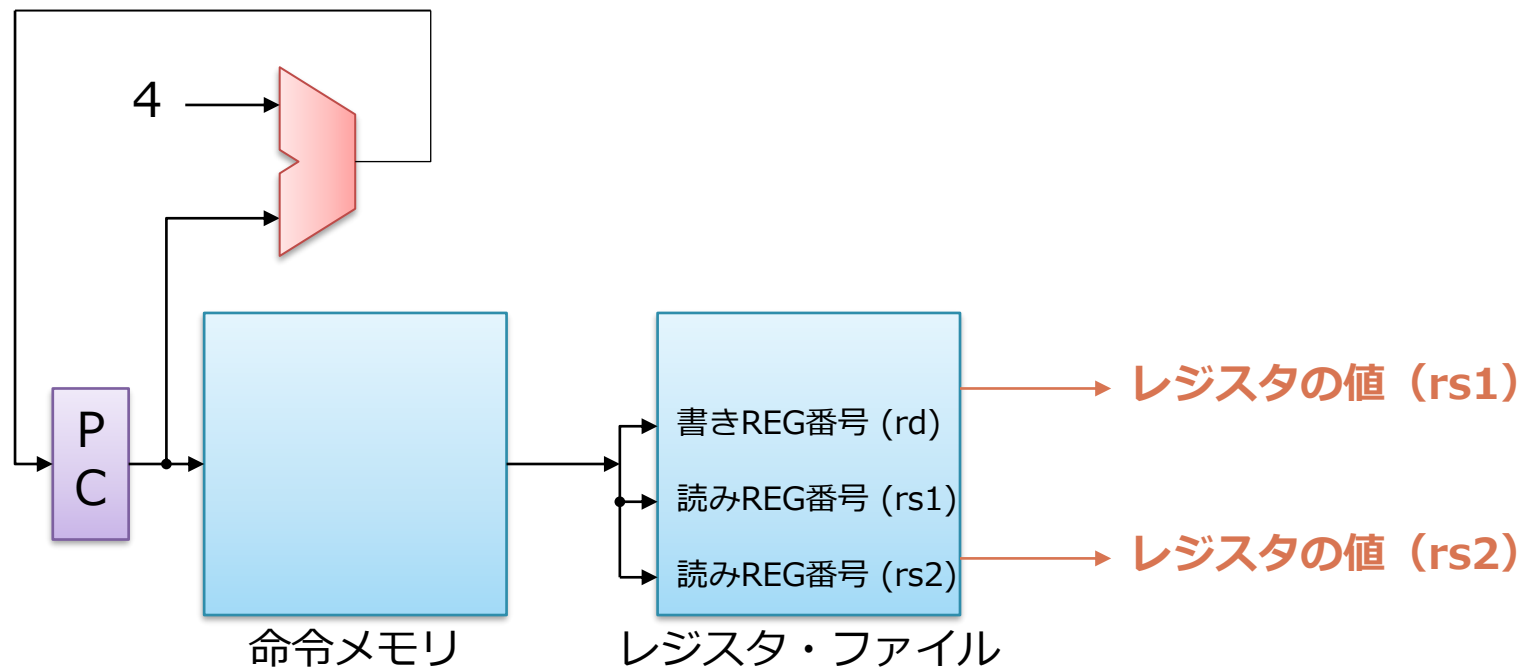 4
P
C
書きREG番号 (rd)
読みREG番号 (rs1)
読みREG番号 (rs2)
レジスタの値（rs1）
レジスタの値（rs2）
命令メモリ
レジスタ・ファイル